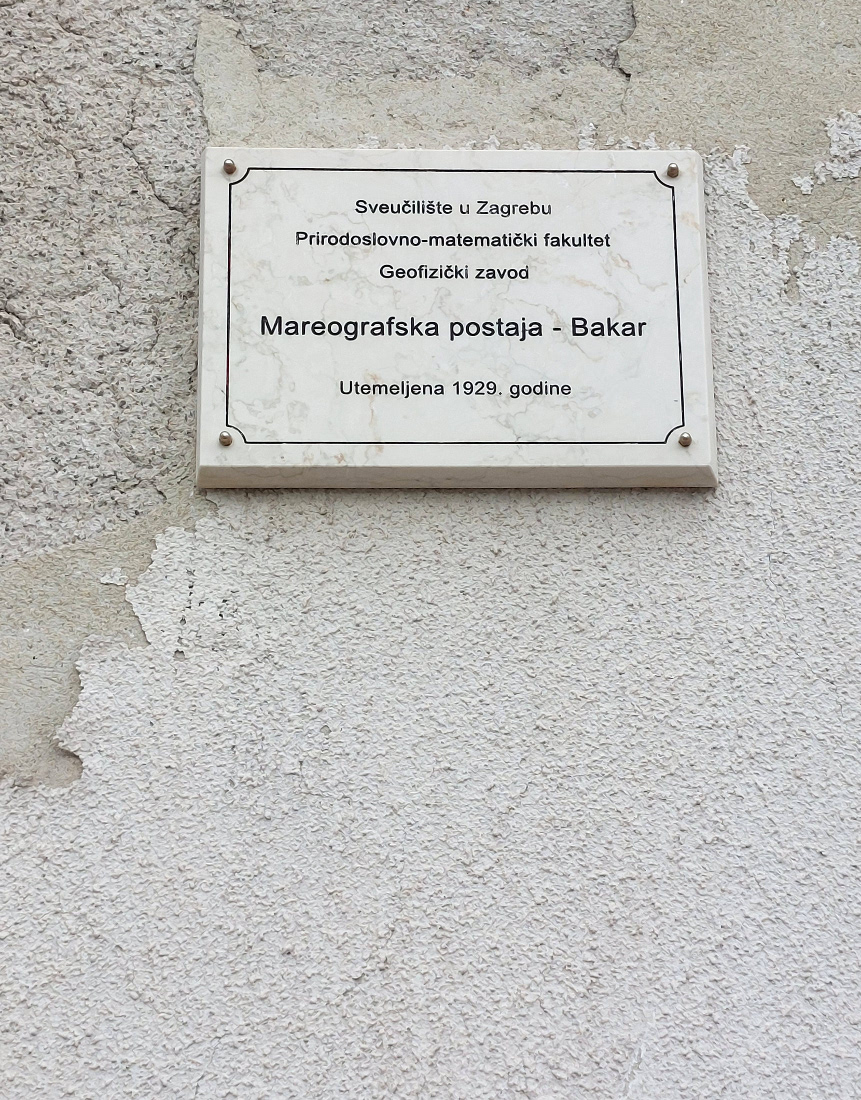 Sveučilište u Zagrebu
Prirodoslovno-matematički fakultet
Geofizički zavod
Mareografska postaja - Bakar
Utemeljena 1929. godine